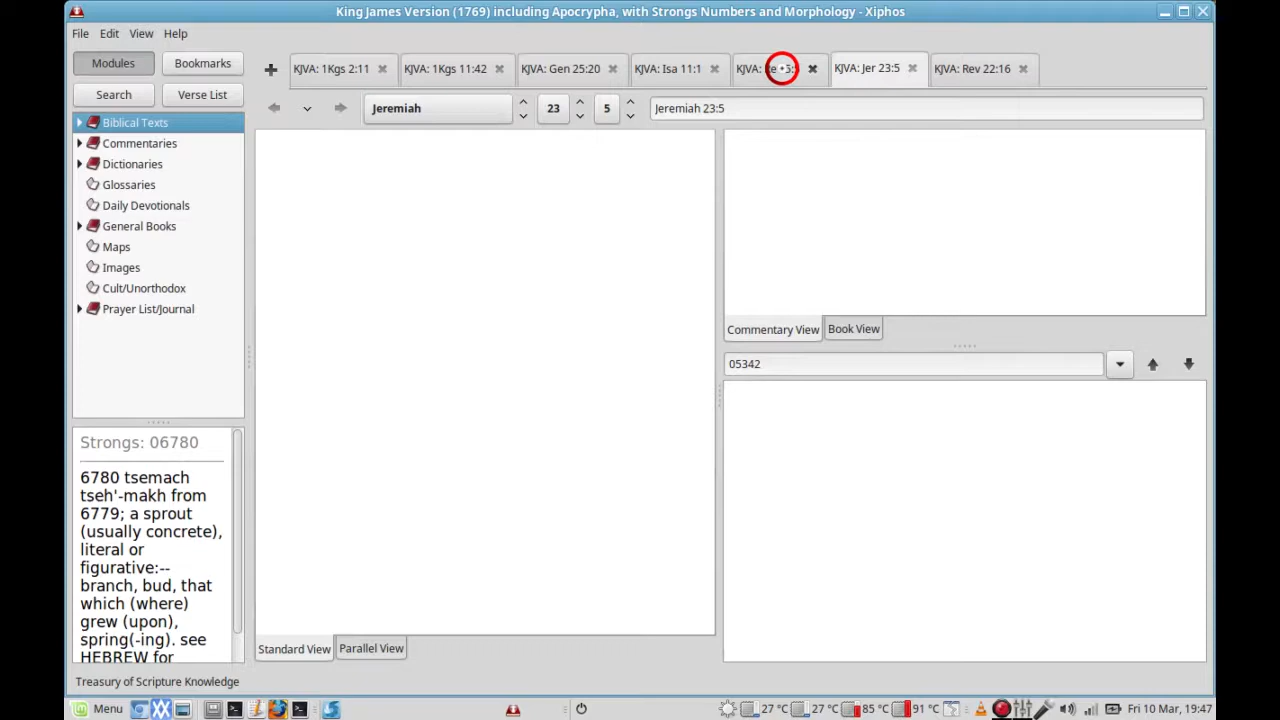 King James Version (1769) including Apocrypha, with Strongs Numbers and Morphology - Xiphos
File Edit View Help
Modules Bookmarks
Search Verse List
KJVA: 1Kgs 2:11
KJVA: 1Kgs 11:42
KJVA: Gen 25:20
KJVA: Isa 11:1
KJVA:
KJVA: Jer 23:5
KJVA: Rev 22:16
Jeremiah 23 5 Jeremiah 23:5
Biblical Texts
Commentaries
Dictionaries
Glossaries
Daily Devotionals
General Books
Maps
Images
Cult/Unorthodox
Prayer List/Journal
Strongs: 06780
6780 tsemach
tseh'-makh from
6779; a sprout
(usually concrete),
literal or
figurative:--
branch, bud, that
which (where)
grew (upon),
spring(-ing). see
HEBREW for
Standard View Parallel View
Commentary View Book View
05342
Treasury of Scripture Knowledge
Menu
27 °C 27 °C 85 °C 91 °C Fri 10 Mar, 19:47